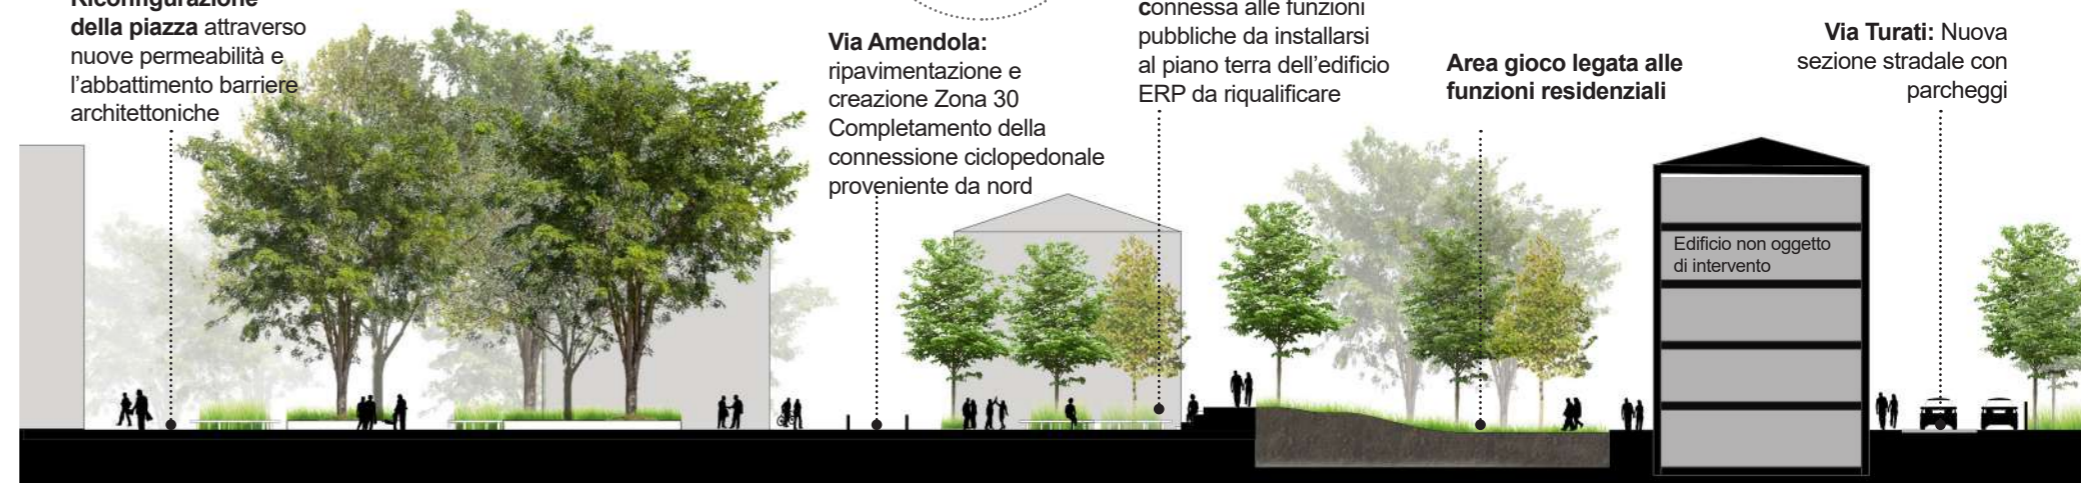 Riconfigurazione
della piazza attraverso
nuove permeabilità e
l'abbattimento barriere
architettoniche
Via Amendola:
ripavimentazione e
creazione Zona 30
Completamento della
connessione ciclopedonale
proveniente da nord
connessa alle funzioni
pubbliche da installarsi
al piano terra dell'edificio
ERP da riqualificare
Area gioco legata alle
funzioni residenziali
Via Turati: Nuova
sezione stradale con
parcheggi
Edificio non oggetto
di intervento